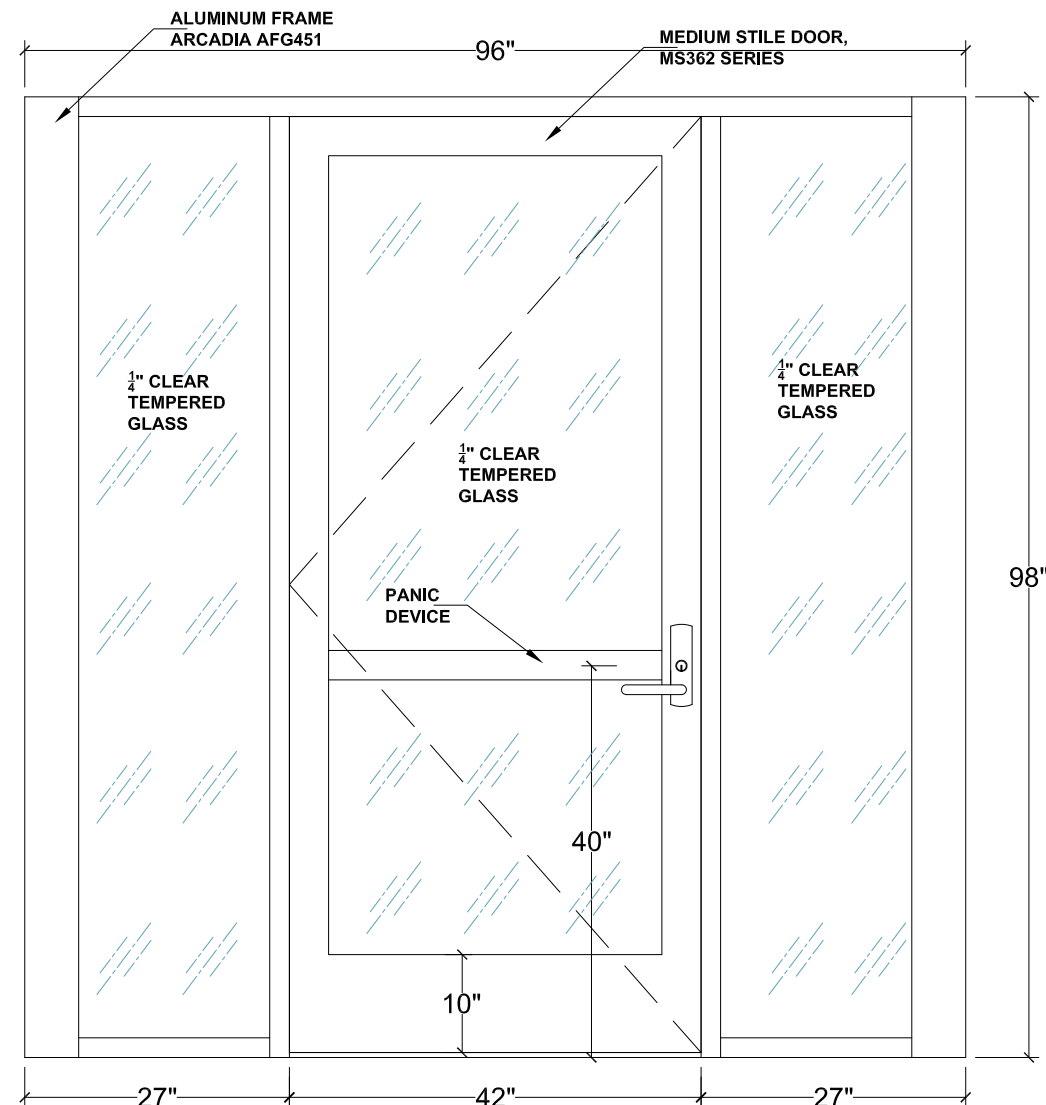 ALUMINUM FRAME
ARCADIA AFG451
96"
MEDIUM STILE DOOR,
MS362 SERIES
1/4" CLEAR
TEMPERED
GLASS
1/4" CLEAR
TEMPERED
GLASS
1/4" CLEAR
TEMPERED
GLASS
PANIC
DEVICE
98"
40"
10"
27"
42"
27"